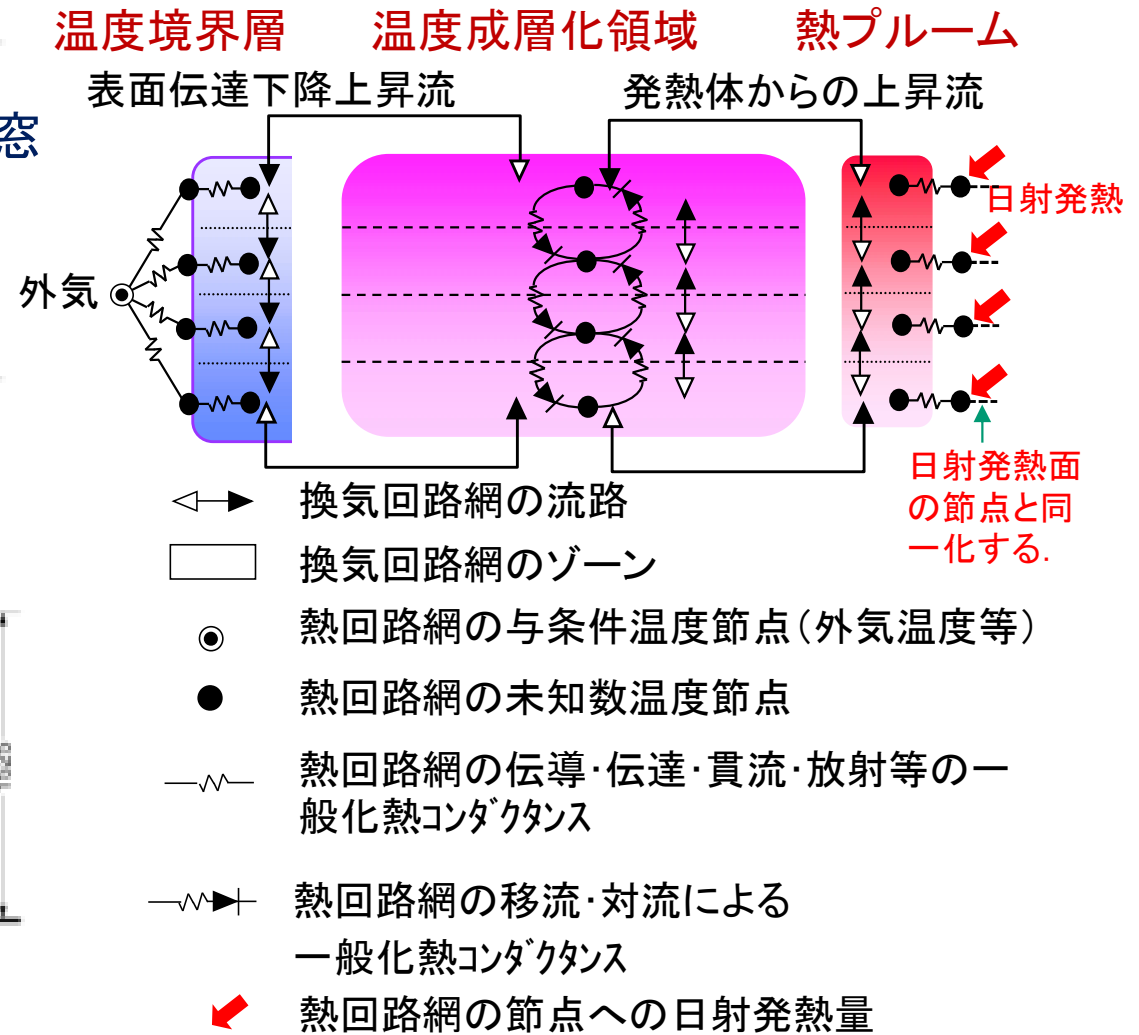 温度境界層 温度成層化領域 熱プルーム
表面伝達下降上昇流 発熱体からの上昇流
窓
日射発熱
外気
日射発熱面
の節点と同
一化する.
換気回路網の流路
換気回路網のゾーン
熱回路網の与条件温度節点(外気温度等)
熱回路網の未知数温度節点
熱回路網の伝導･伝達･貫流･放射等の一
般化熱ｺﾝﾀﾞｸﾀﾝｽ
熱回路網の移流･対流による
一般化熱ｺﾝﾀﾞｸﾀﾝｽ
熱回路網の節点への日射発熱量